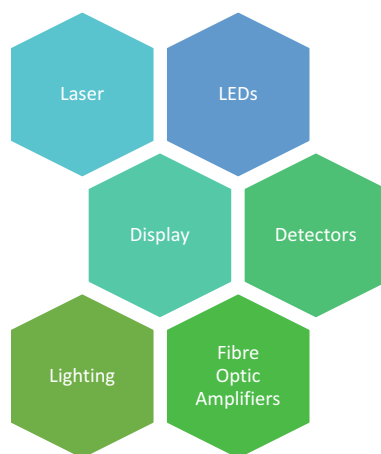 Laser
LEDs
Display
Detectors
Lighting
Fibre
Optic
Amplifiers